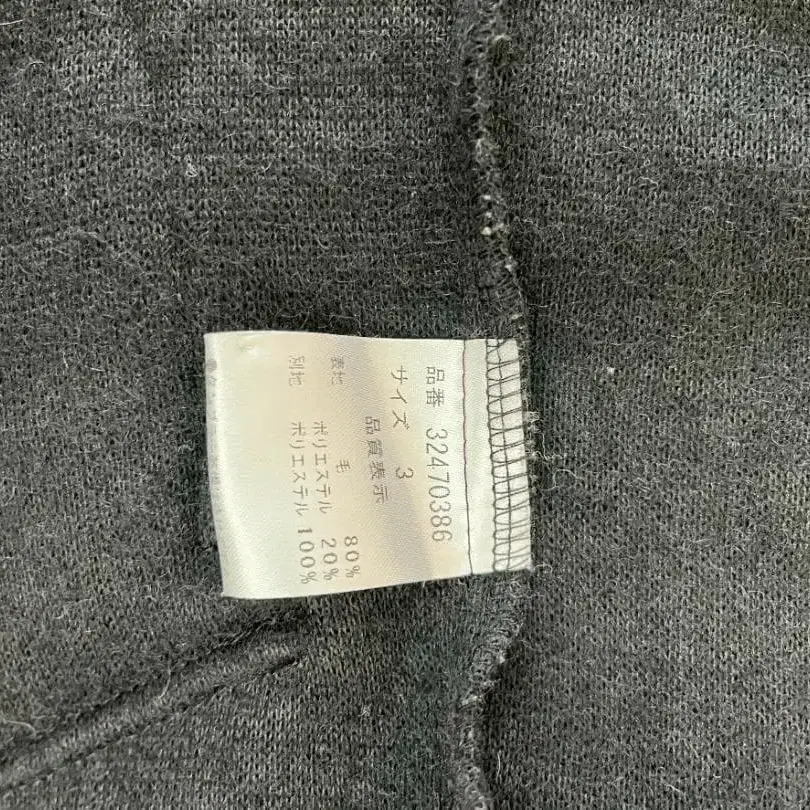 品番 32470386
サイズ 3
品質表示
表地 毛 80%
ポリエステル 20%
別地 ポリエステル 100%